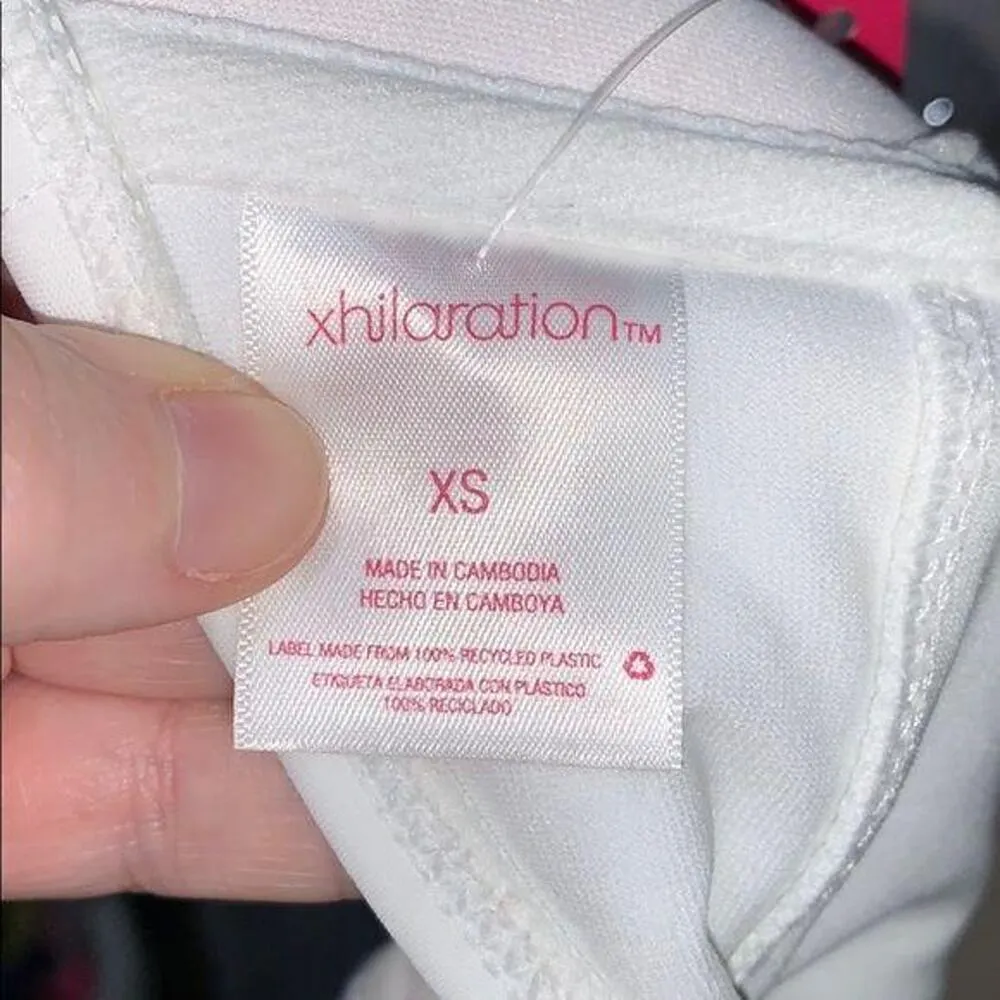 xhilaration™
XS
MADE IN CAMBODIA
HECHO EN CAMBOYA
LABEL MADE FROM 100% RECYCLED PLASTIC
ETIQUETA ELABORADA CON PLÁSTICO
100% RECICLADO